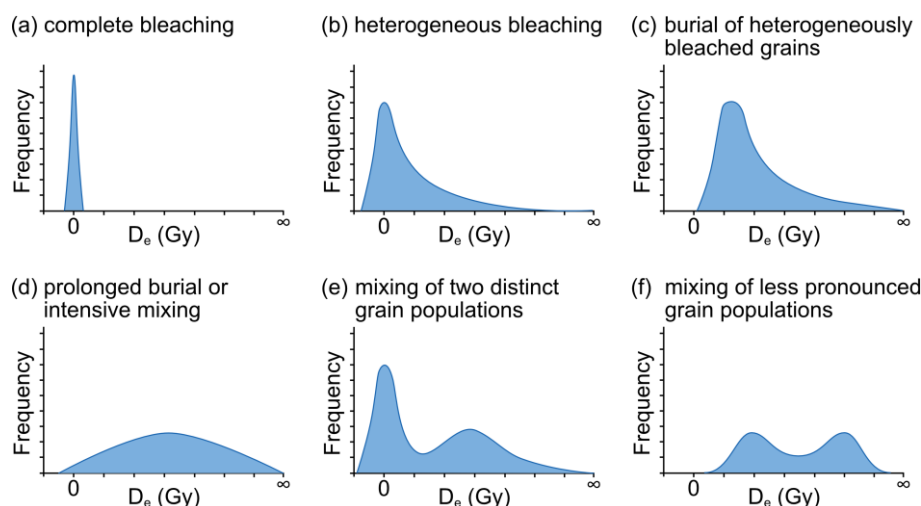 (a) complete bleaching
Frequency
0
∞
Dₑ (Gy)
(b) heterogeneous bleaching
Frequency
0
∞
Dₑ (Gy)
(c) burial of heterogeneously
bleached grains
Frequency
0
∞
Dₑ (Gy)
(d) prolonged burial or
intensive mixing
Frequency
0
∞
Dₑ (Gy)
(e) mixing of two distinct
grain populations
Frequency
0
∞
Dₑ (Gy)
(f) mixing of less pronounced
grain populations
Frequency
0
∞
Dₑ (Gy)